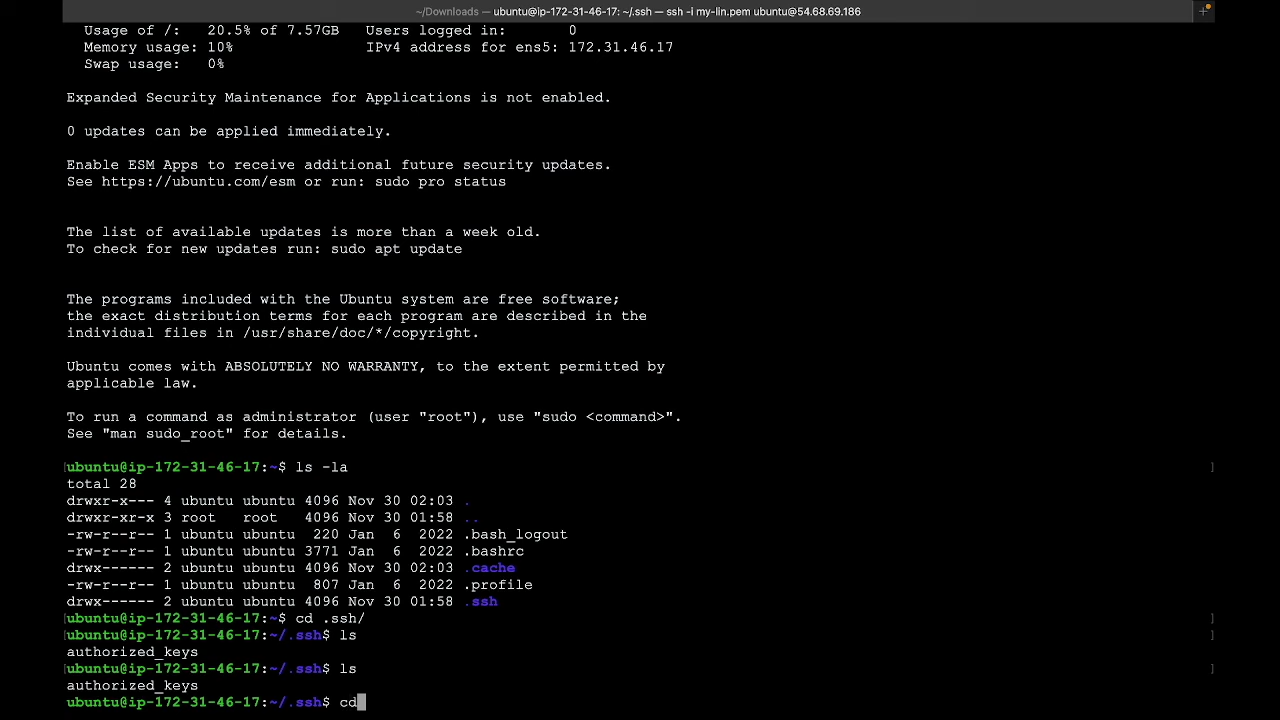 ~/Downloads — ubuntu@ip-172-31-46-17: ~/.ssh — ssh -i my-lin.pem ubuntu@54.68.69.186
Usage of /:   20.5% of 7.57GB   Users logged in:       0
Memory usage: 10%               IPv4 address for ens5: 172.31.46.17
Swap usage:   0%
Expanded Security Maintenance for Applications is not enabled.
0 updates can be applied immediately.
Enable ESM Apps to receive additional future security updates.
See https://ubuntu.com/esm or run: sudo pro status
The list of available updates is more than a week old.
To check for new updates run: sudo apt update
The programs included with the Ubuntu system are free software;
the exact distribution terms for each program are described in the
individual files in /usr/share/doc/*/copyright.
Ubuntu comes with ABSOLUTELY NO WARRANTY, to the extent permitted by
applicable law.
To run a command as administrator (user "root"), use "sudo <command>".
See "man sudo_root" for details.
[ubuntu@ip-172-31-46-17:~$ ls -la ]
total 28
drwxr-x--- 4 ubuntu ubuntu 4096 Nov 30 02:03 .
drwxr-xr-x 3 root   root   4096 Nov 30 01:58 ..
-rw-r--r-- 1 ubuntu ubuntu  220 Jan  6  2022 .bash_logout
-rw-r--r-- 1 ubuntu ubuntu 3771 Jan  6  2022 .bashrc
drwx------ 2 ubuntu ubuntu 4096 Nov 30 02:03 .cache
-rw-r--r-- 1 ubuntu ubuntu  807 Jan  6  2022 .profile
drwx------ 2 ubuntu ubuntu 4096 Nov 30 01:58 .ssh
[ubuntu@ip-172-31-46-17:~$ cd .ssh/ ]
[ubuntu@ip-172-31-46-17:~/.ssh$ ls ]
authorized_keys
[ubuntu@ip-172-31-46-17:~/.ssh$ ls ]
authorized_keys
ubuntu@ip-172-31-46-17:~/.ssh$ cd